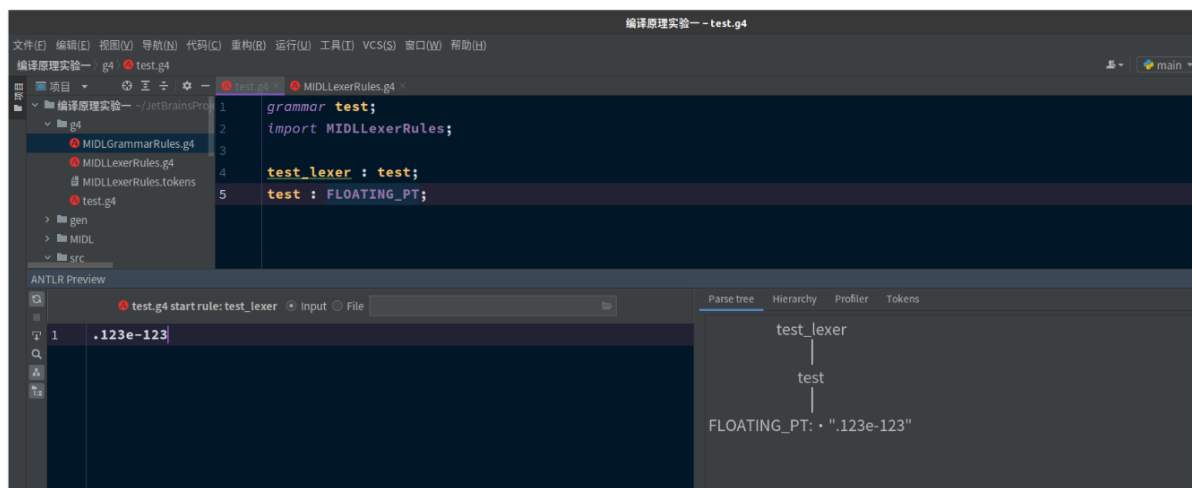 编译原理实验一 – test.g4
文件(F) 编辑(E) 视图(V) 导航(N) 代码(C) 重构(R) 运行(U) 工具(T) VCS(S) 窗口(W) 帮助(H)
编译原理实验一 〉 g4 〉 test.g4 main
项目 test.g4 × MIDLLexerRules.g4 ×
编译原理实验一 ~/JetBrainsProj 1 grammar test;
g4 2 import MIDLLexerRules;
MIDLGrammarRules.g4 3
MIDLLexerRules.g4 4 test_lexer : test;
MIDLLexerRules.tokens 5 test : FLOATING_PT;
test.g4
gen
MIDL
src
ANTLR Preview
test.g4 start rule: test_lexer Input File Parse tree Hierarchy Profiler Tokens
1 .123e-123
test_lexer
test
FLOATING_PT: · ".123e-123"